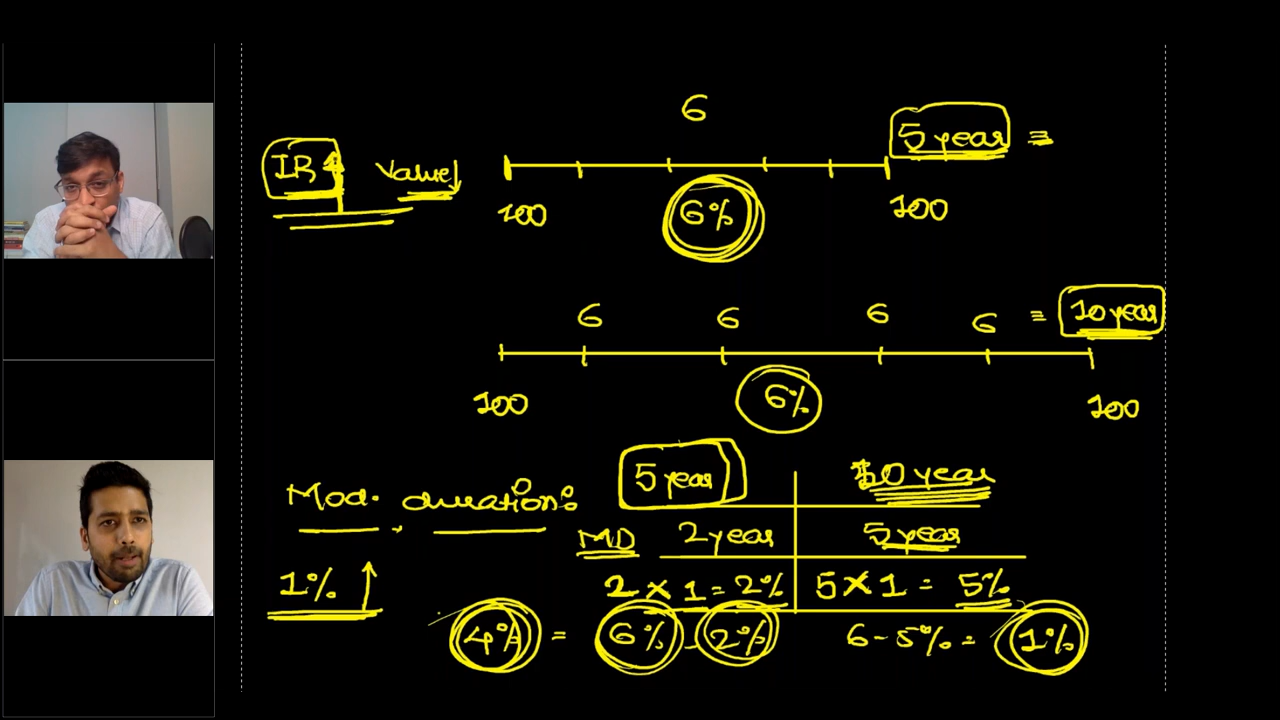 6
5 year =
IR↑ Value↓
6%
100 100
6 6 6 6 = 10 year
6%
100 100
5 year 10 year
Mod. durations
MD 2 year 5 year
1% ↑ 2 x 1 = 2% 5 x 1 = 5%
4% = 6% - 2% 6 - 5% = 1%